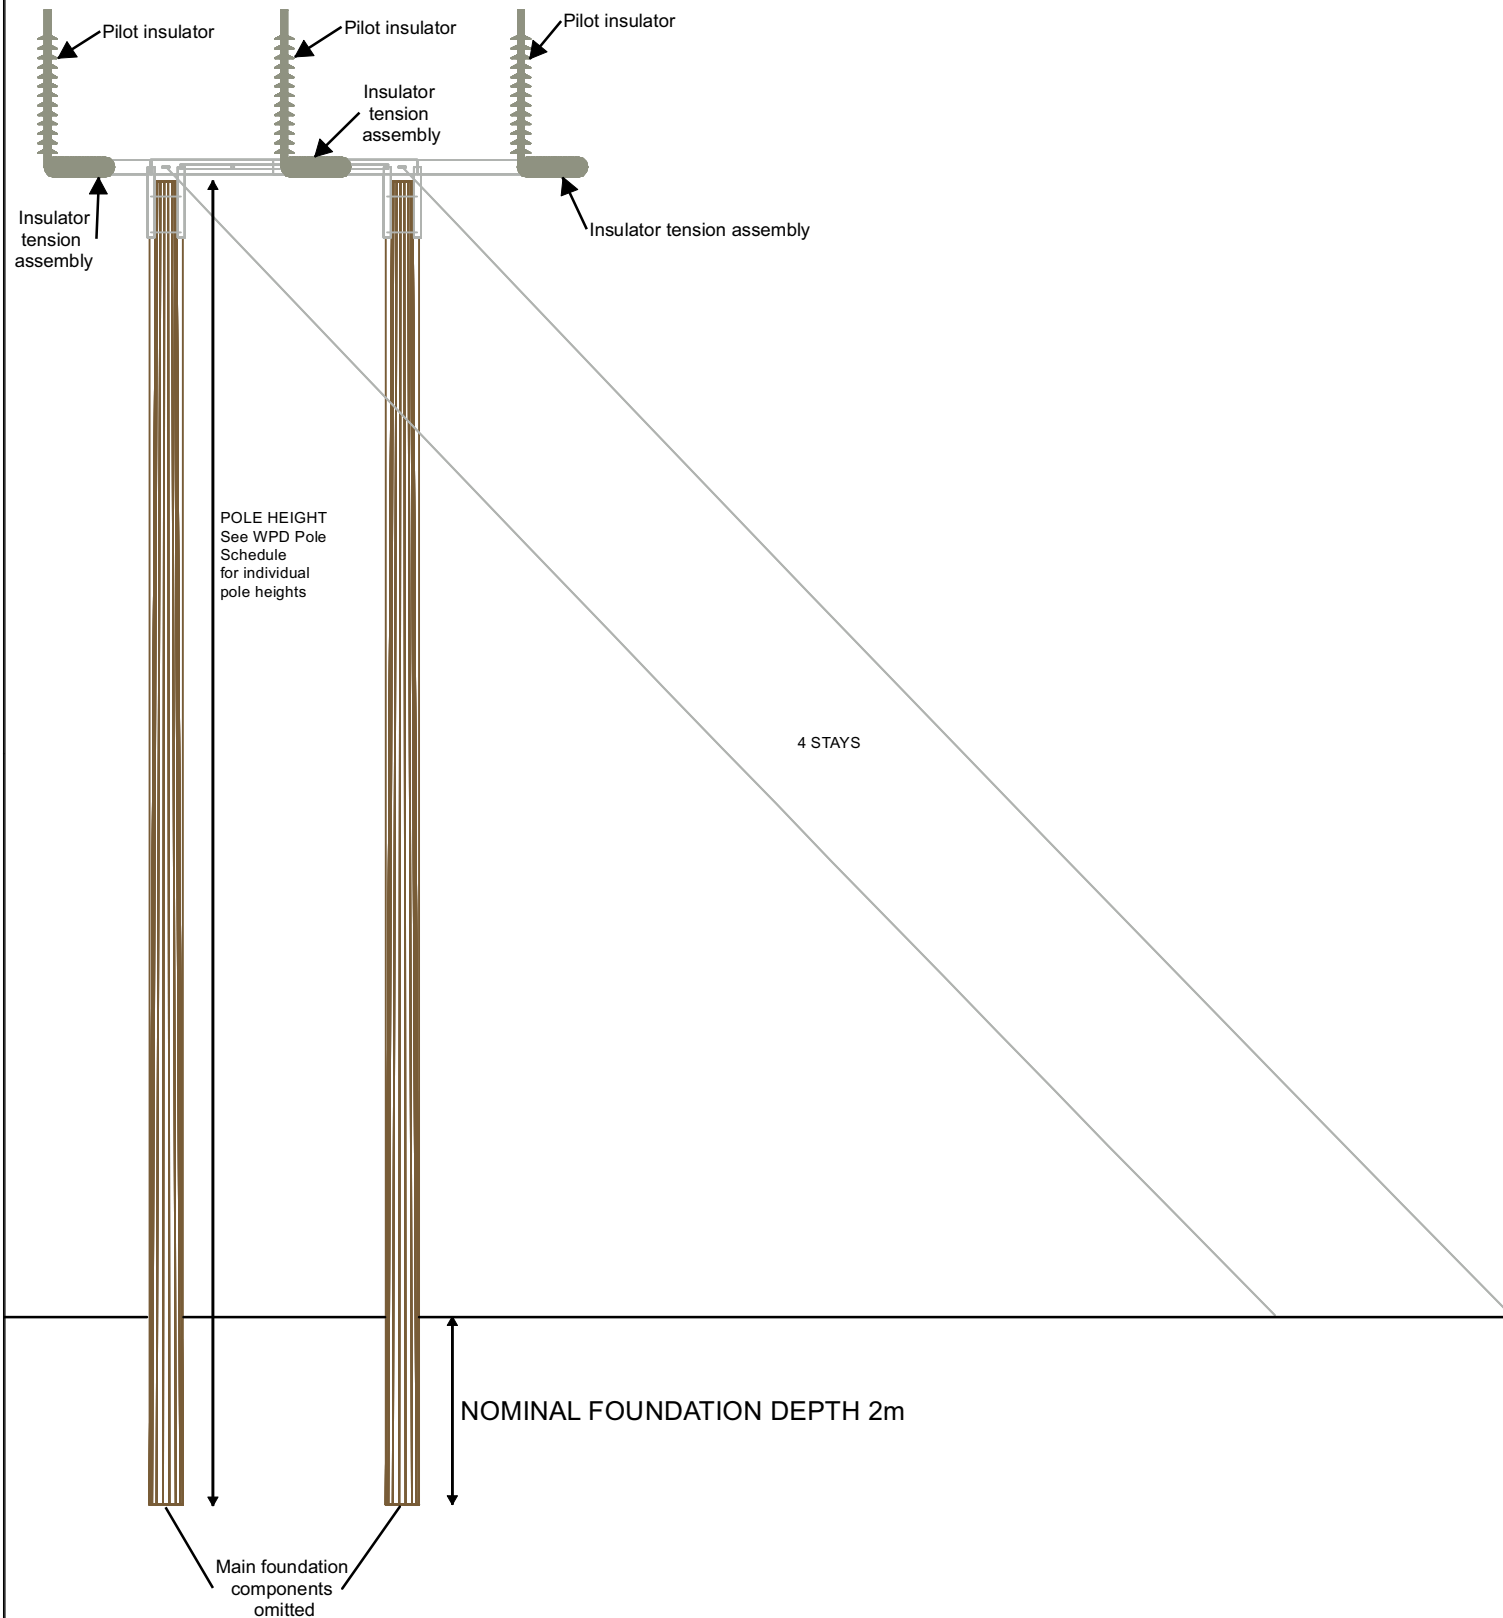 Pilot insulator
Pilot insulator
Pilot insulator
Insulator
tension
assembly
Insulator
tension
assembly
Insulator tension assembly
POLE HEIGHT
See WPD Pole
Schedule
for individual
pole heights
4 STAYS
NOMINAL FOUNDATION DEPTH 2m
Main foundation
components
omitted